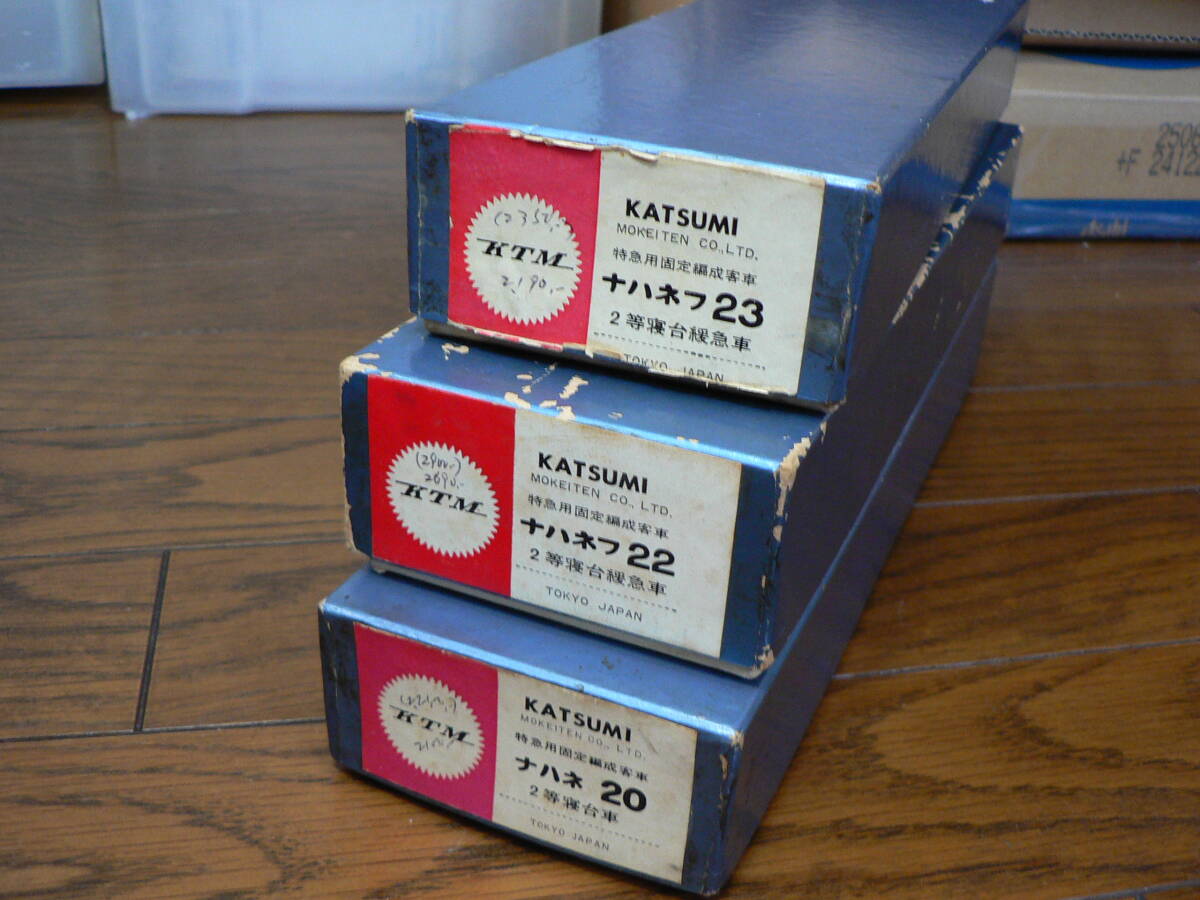 KTM
2,190.-
KATSUMI
MOKEITEN CO., LTD.
特急用固定編成客車
ナハネフ23
2等寝台緩急車
TOKYO JAPAN
(2900-)
2690.-
KTM
KATSUMI
MOKEITEN CO., LTD.
特急用固定編成客車
ナハネフ22
2等寝台緩急車
TOKYO JAPAN
KTM
KATSUMI
MOKEITEN CO., LTD.
特急用固定編成客車
ナハネ 20
2等寝台車
TOKYO JAPAN